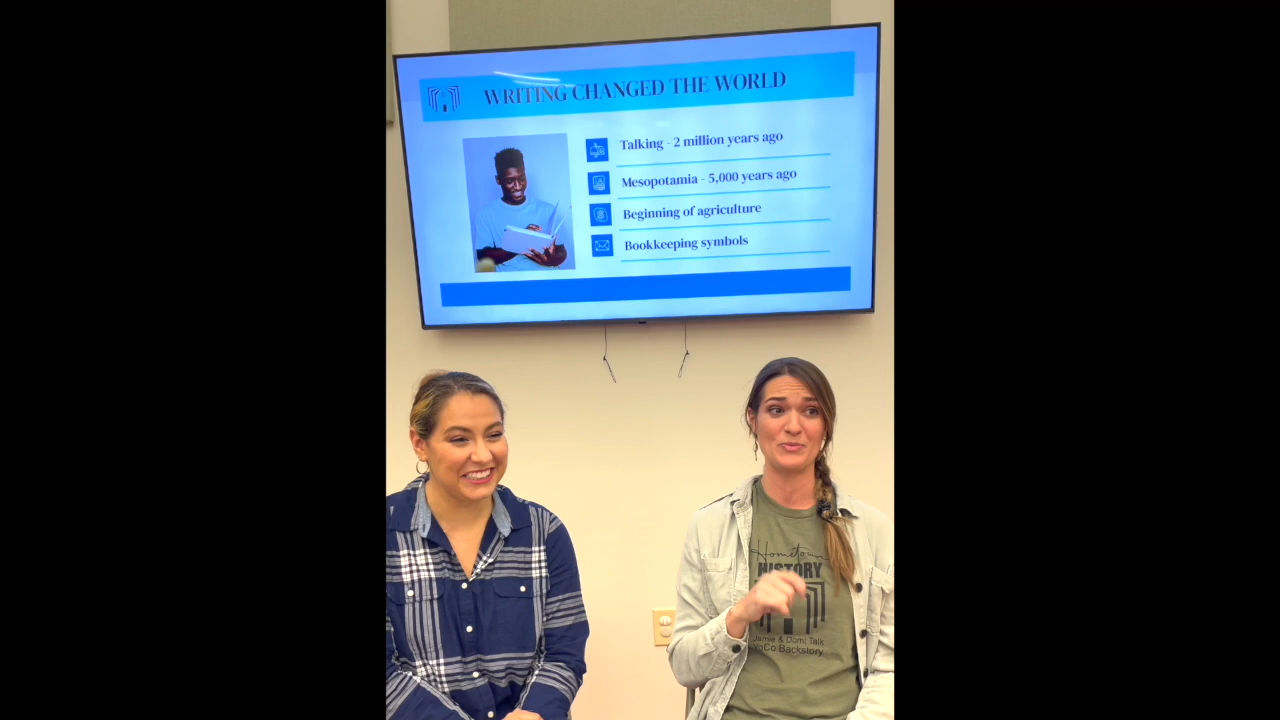 WRITING CHANGED THE WORLD
Talking - 2 million years ago
Mesopotamia - 5,000 years ago
Beginning of agriculture
Bookkeeping symbols
Hometown
HISTORY
Jamie & Domi Talk
YoCo Backstory